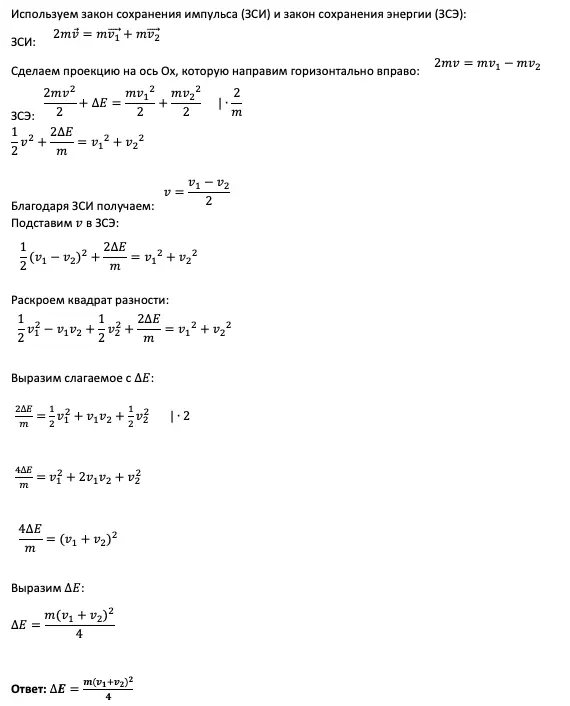 Используем закон сохранения импульса (ЗСИ) и закон сохранения энергии (ЗСЭ):
ЗСИ: $2m\vec{v} = m\vec{v_1} + m\vec{v_2}$
Сделаем проекцию на ось Ox, которую направим горизонтально вправо: $2mv = mv_1 - mv_2$
ЗСЭ: $\frac{2mv^2}{2} + \Delta E = \frac{m{v_1}^2}{2} + \frac{m{v_2}^2}{2} \quad | \cdot \frac{2}{m}$
$\frac{1}{2}v^2 + \frac{2\Delta E}{m} = {v_1}^2 + {v_2}^2$
Благодаря ЗСИ получаем: $v = \frac{v_1 - v_2}{2}$
Подставим $v$ в ЗСЭ:
$\frac{1}{2}(v_1 - v_2)^2 + \frac{2\Delta E}{m} = {v_1}^2 + {v_2}^2$
Раскроем квадрат разности:
$\frac{1}{2}v_1^2 - v_1v_2 + \frac{1}{2}v_2^2 + \frac{2\Delta E}{m} = {v_1}^2 + {v_2}^2$
Выразим слагаемое с $\Delta E$:
$\frac{2\Delta E}{m} = \frac{1}{2}v_1^2 + v_1v_2 + \frac{1}{2}v_2^2 \quad | \cdot 2$
$\frac{4\Delta E}{m} = v_1^2 + 2v_1v_2 + v_2^2$
$\frac{4\Delta E}{m} = (v_1 + v_2)^2$
Выразим $\Delta E$:
$\Delta E = \frac{m(v_1 + v_2)^2}{4}$
Ответ: $\Delta E = \frac{m(v_1+v_2)^2}{4}$